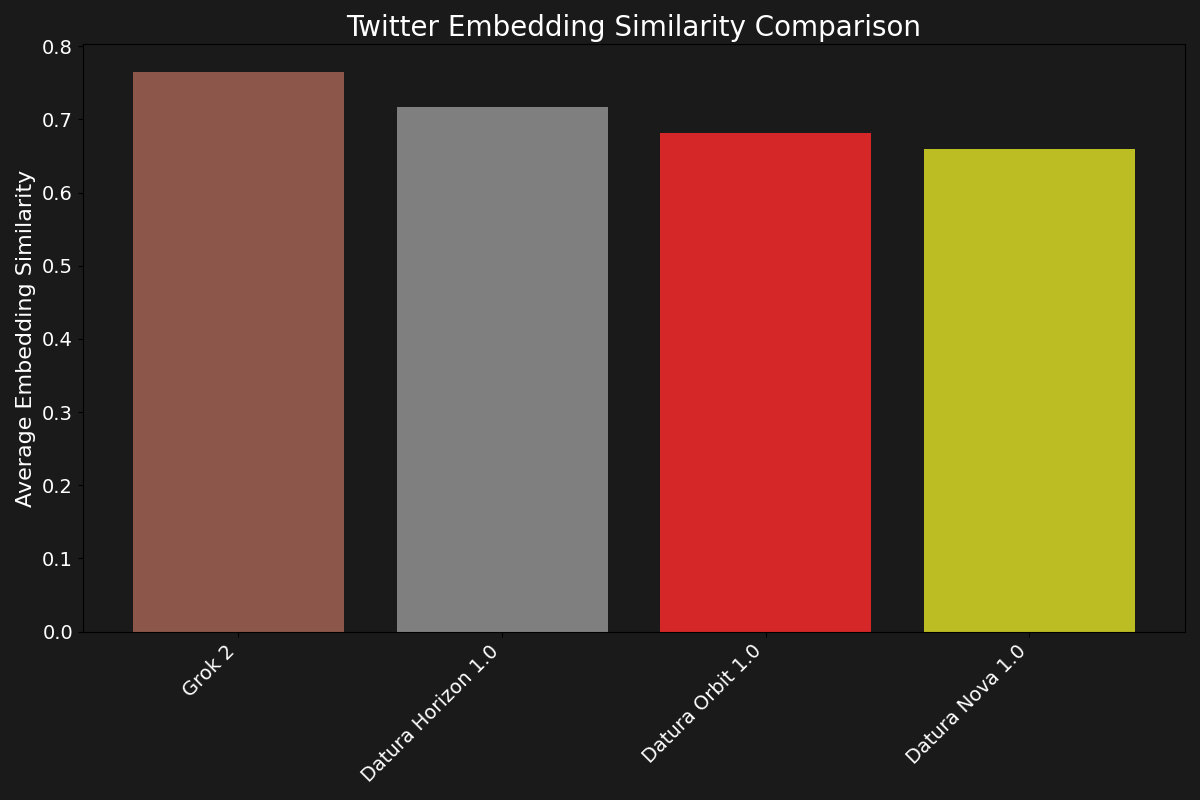 Twitter Embedding Similarity Comparison
Average Embedding Similarity
0.8
0.7
0.6
0.5
0.4
0.3
0.2
0.1
0.0
Grok 2
Datura Horizon 1.0
Datura Orbit 1.0
Datura Nova 1.0